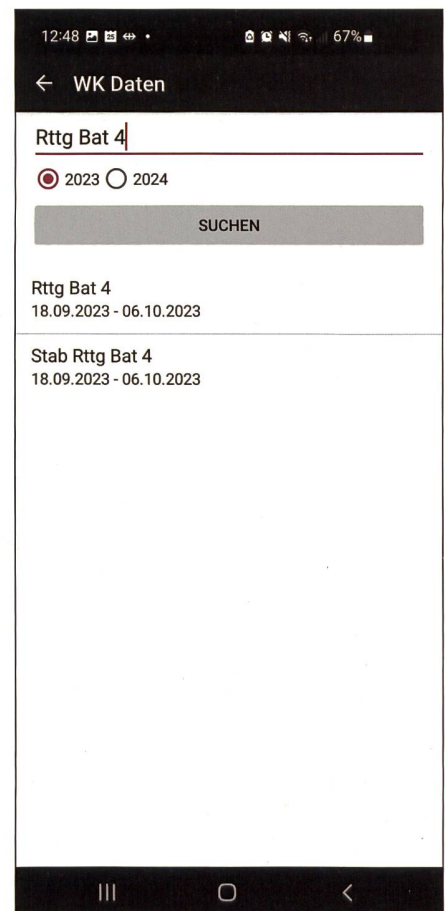 12:48
67%
WK Daten
Rttg Bat 4
2023 2024
SUCHEN
Rttg Bat 4
18.09.2023 - 06.10.2023
Stab Rttg Bat 4
18.09.2023 - 06.10.2023